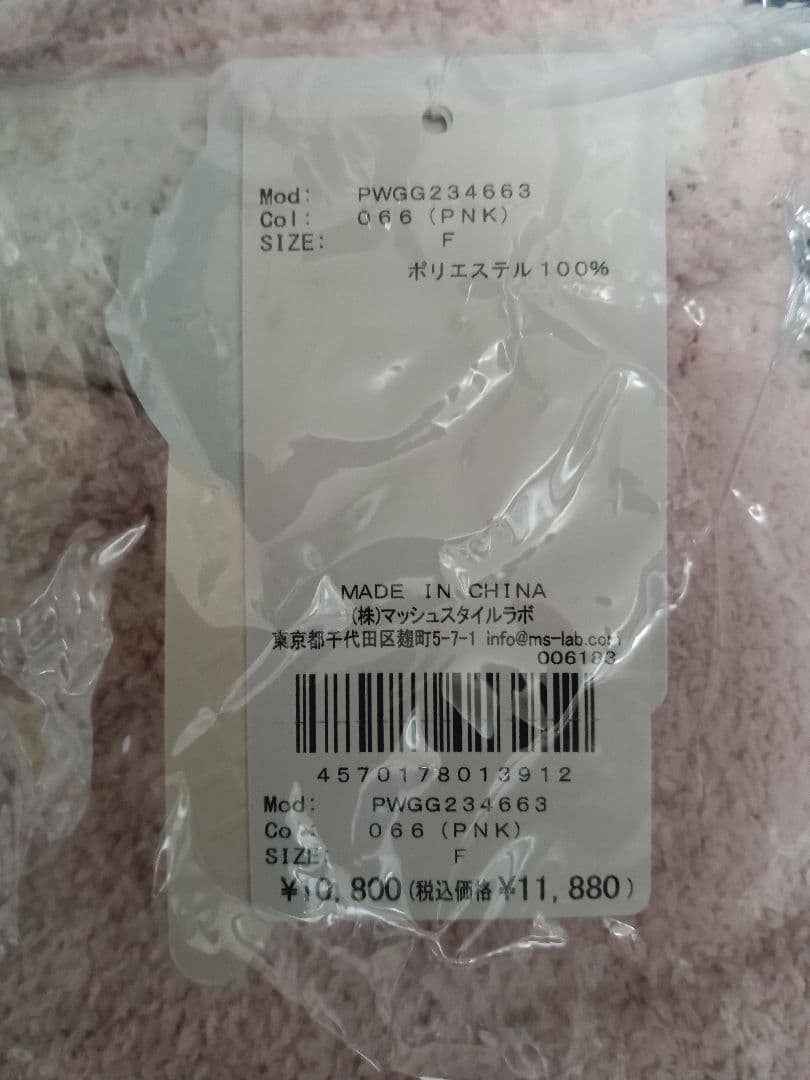 Mod: PWGG234663
Col: 066 (PNK)
SIZE: F
ポリエステル 100%
MADE IN CHINA
(株)マッシュスタイルラボ
東京都千代田区麹町5-7-1 info@ms-lab.com
006183
4570178013912
Mod: PWGG234663
Col: 066 (PNK)
SIZE: F
¥10,800(税込価格 ¥11,880)